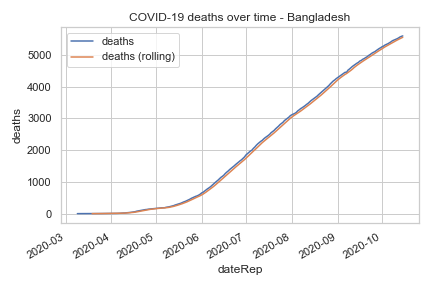 COVID-19 deaths over time - Bangladesh
deaths
deaths (rolling)
5000
4000
3000
2000
1000
0
deaths
2020-03
2020-04
2020-05
2020-06
2020-07
2020-08
2020-09
2020-10
dateRep